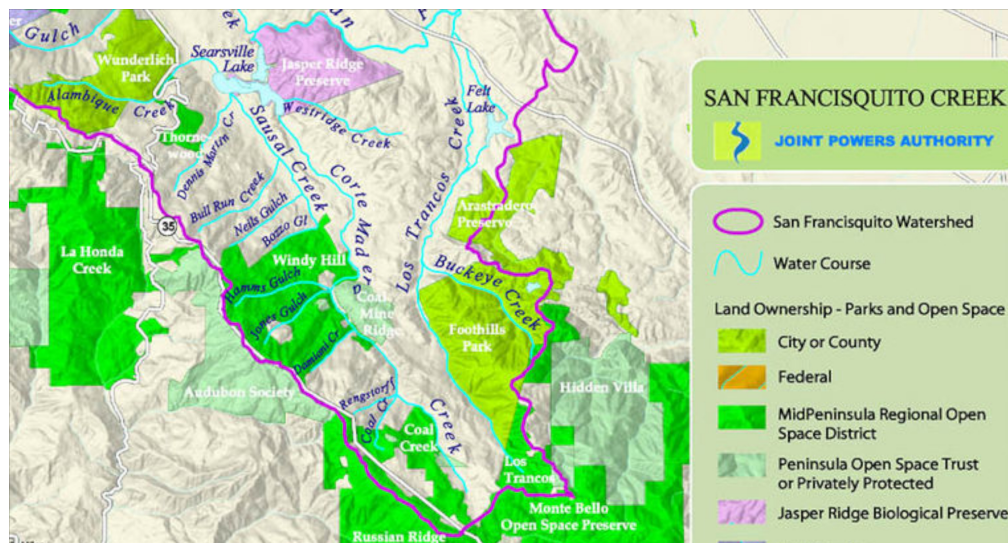 Gulch
Wunderlich
Park
Searsville
Lake
Creek
Jasper Ridge
Preserve
Felt
Lake
Alambique
Creek
Thorne-
wood
Dennis Martin Cr
Sausal Creek
Westridge Creek
Corte Madera
Creek
Los Trancos Creek
Bull Run Creek
Neils Gulch
Bozzo Gl
Arastradero
Preserve
35
La Honda
Creek
Windy Hill
Hamms Gulch
Jones Gulch
Damiani Cr
Coal
Mine
Ridge
Buckeye Creek
Foothills
Park
Hidden Villa
Audubon Society
Rengstorff
Coal Cr
Coal
Creek
Los
Trancos
Monte Bello
Open Space Preserve
Russian Ridge
SAN FRANCISQUITO CREEK
JOINT POWERS AUTHORITY
San Francisquito Watershed
Water Course
Land Ownership - Parks and Open Space
City or County
Federal
MidPeninsula Regional Open
Space District
Peninsula Open Space Trust
or Privately Protected
Jasper Ridge Biological Preserve